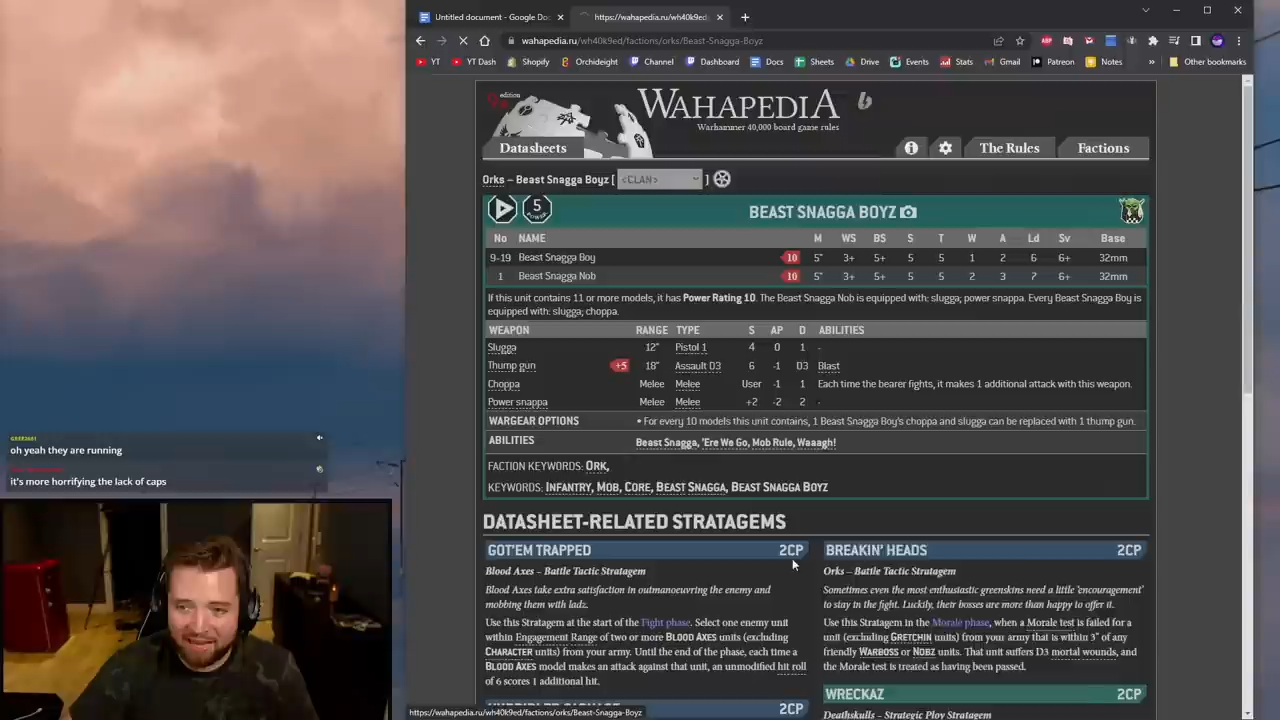 Untitled document - Google Doc
https://wahapedia.ru/wh40k9ed
wahapedia.ru/wh40k9ed/factions/orks/Beast-Snagga-Boyz
YT
YT Dash
Shopify
Orchideight
Channel
Dashboard
Docs
Sheets
Drive
Events
Stats
Gmail
Patreon
Notes
Other bookmarks
edition
WAHAPEDIA
Warhammer 40,000 board game rules
Datasheets
The Rules
Factions
Orks – Beast Snagga Boyz [ <CLAN> ]
5 POWER BEAST SNAGGA BOYZ
No NAME M WS BS S T W A Ld Sv Base
9-19 Beast Snagga Boy 10 5" 3+ 5+ 5 5 1 2 6 6+ 32mm
1 Beast Snagga Nob 10 5" 3+ 5+ 5 5 2 3 7 6+ 32mm
If this unit contains 11 or more models, it has Power Rating 10. The Beast Snagga Nob is equipped with: slugga; power snappa. Every Beast Snagga Boy is
equipped with: slugga; choppa.
WEAPON RANGE TYPE S AP D ABILITIES
Slugga 12" Pistol 1 4 0 1 -
Thump gun +5 18" Assault D3 6 -1 D3 Blast
Choppa Melee Melee User -1 1 Each time the bearer fights, it makes 1 additional attack with this weapon.
Power snappa Melee Melee +2 -2 2 -
WARGEAR OPTIONS • For every 10 models this unit contains, 1 Beast Snagga Boy's choppa and slugga can be replaced with 1 thump gun.
ABILITIES Beast Snagga, 'Ere We Go, Mob Rule, Waaagh!
FACTION KEYWORDS: ORK,
KEYWORDS: INFANTRY, MOB, CORE, BEAST SNAGGA, BEAST SNAGGA BOYZ
DATASHEET-RELATED STRATAGEMS
GOT'EM TRAPPED 2CP
Blood Axes – Battle Tactic Stratagem
Blood Axes take extra satisfaction in outmanoeuvring the enemy and
mobbing them with ladz.
Use this Stratagem at the start of the Fight phase. Select one enemy unit
within Engagement Range of two or more BLOOD AXES units (excluding
CHARACTER units) from your army. Until the end of the phase, each time a
BLOOD AXES model makes an attack against that unit, an unmodified hit roll
of 6 scores 1 additional hit.
2CP
BREAKIN' HEADS 2CP
Orks – Battle Tactic Stratagem
Sometimes even the most enthusiastic greenskins need a little 'encouragement'
to stay in the fight. Luckily, their bosses are more than happy to offer it.
Use this Stratagem in the Morale phase, when a Morale test is failed for a
unit (excluding GRETCHIN units) from your army that is within 3" of any
friendly WARBOSS or NOBZ units. That unit suffers D3 mortal wounds, and
the Morale test is treated as having been passed.
WRECKAZ 2CP
Deathskulls – Strategic Ploy Stratagem
https://wahapedia.ru/wh40k9ed/factions/orks/Beast-Snagga-Boyz
oh yeah they are running
it's more horrifying the lack of caps